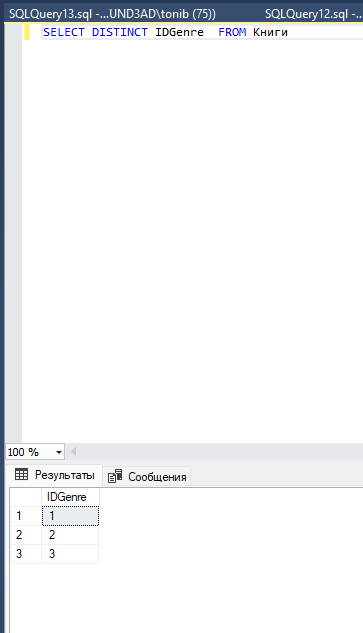 SQLQuery13.sql -...UND3AD\tonib (75)) SQLQuery12.sql -...
SELECT DISTINCT IDGenre  FROM Книги
100 %
Результаты Сообщения
IDGenre
1 1
2 2
3 3